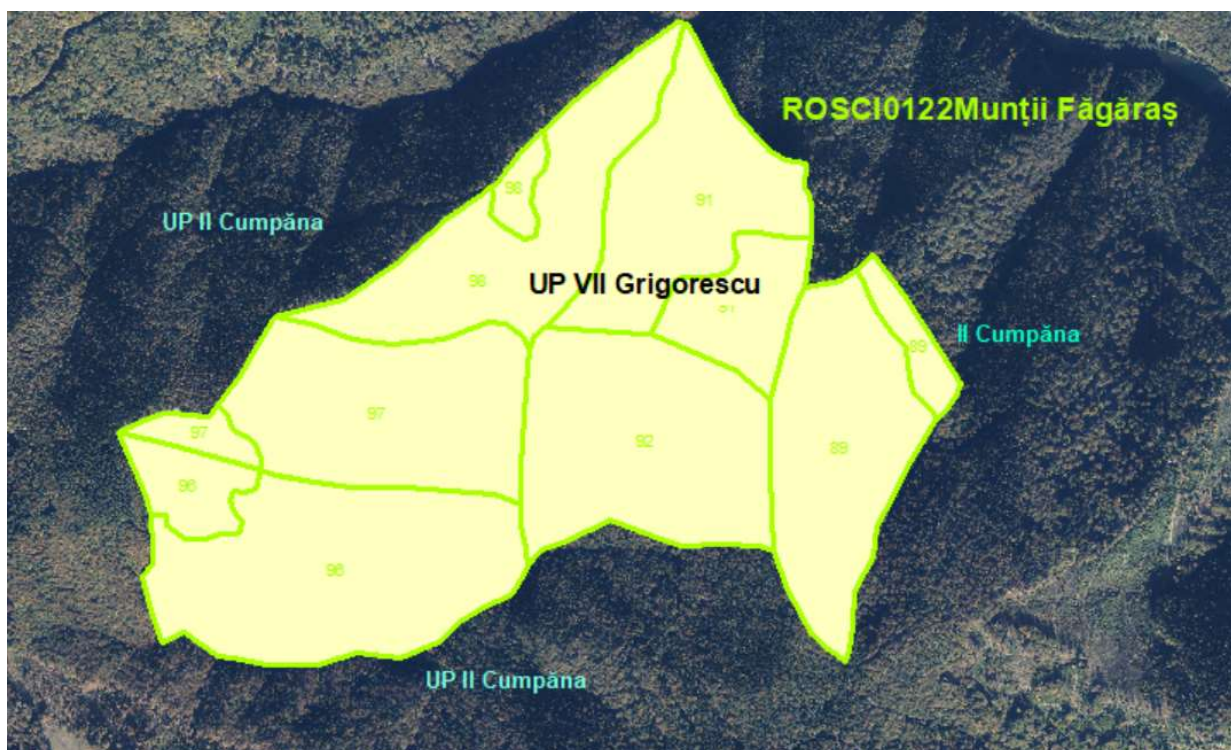 ROSCI0122Munții Făgăraș
98
91
UP II Cumpăna
98
UP VII Grigorescu
91
II Cumpăna
89
97
97
92
89
96
96
UP II Cumpăna